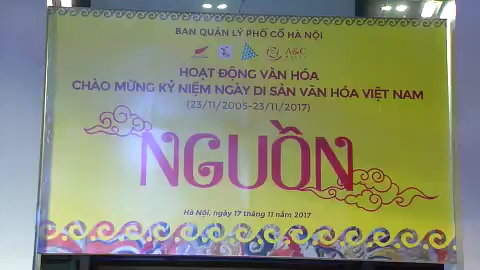 BAN QUẢN LÝ PHỐ CỔ HÀ NỘI
A&C
HOẠT ĐỘNG VĂN HÓA
CHÀO MỪNG KỶ NIỆM NGÀY DI SẢN VĂN HÓA VIỆT NAM
(23/11/2005-23/11/2017)
NGUỒN
Hà Nội, ngày 17 tháng 11 năm 2017